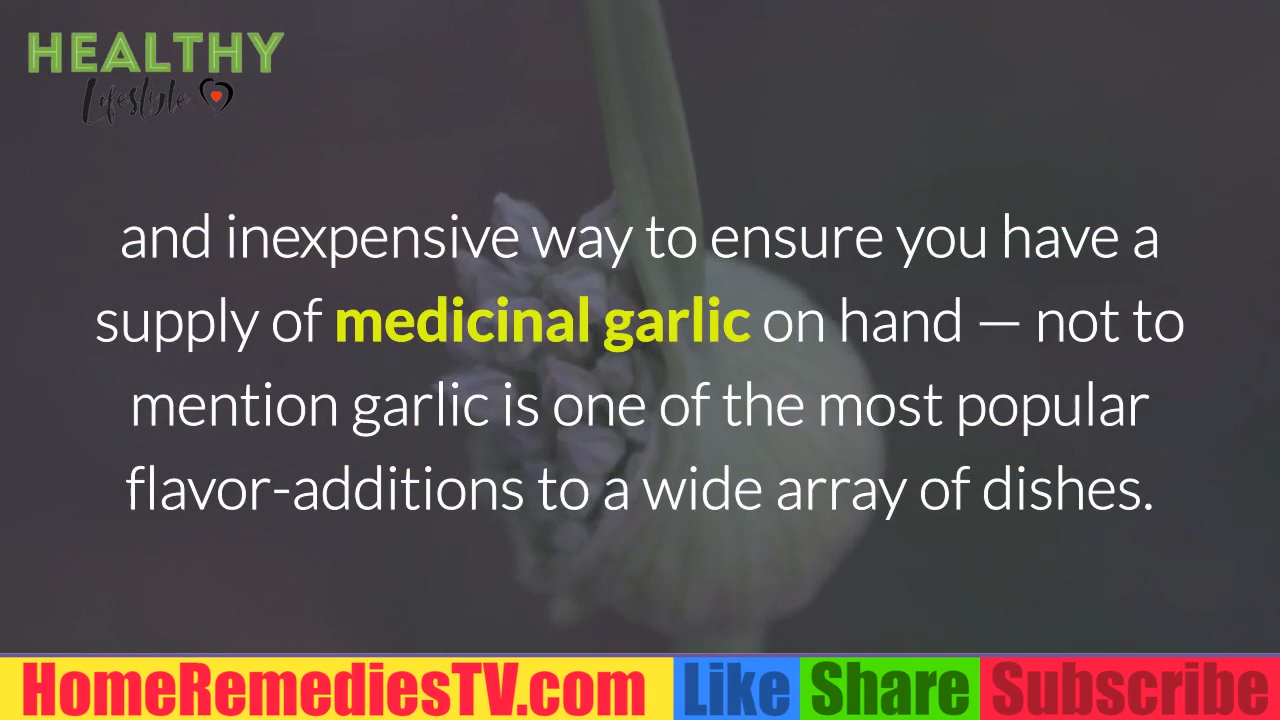 HEALTHY
Lifestyle
and inexpensive way to ensure you have a
supply of medicinal garlic on hand — not to
mention garlic is one of the most popular
flavor-additions to a wide array of dishes.
HomeRemediesTV.com Like Share Subscribe